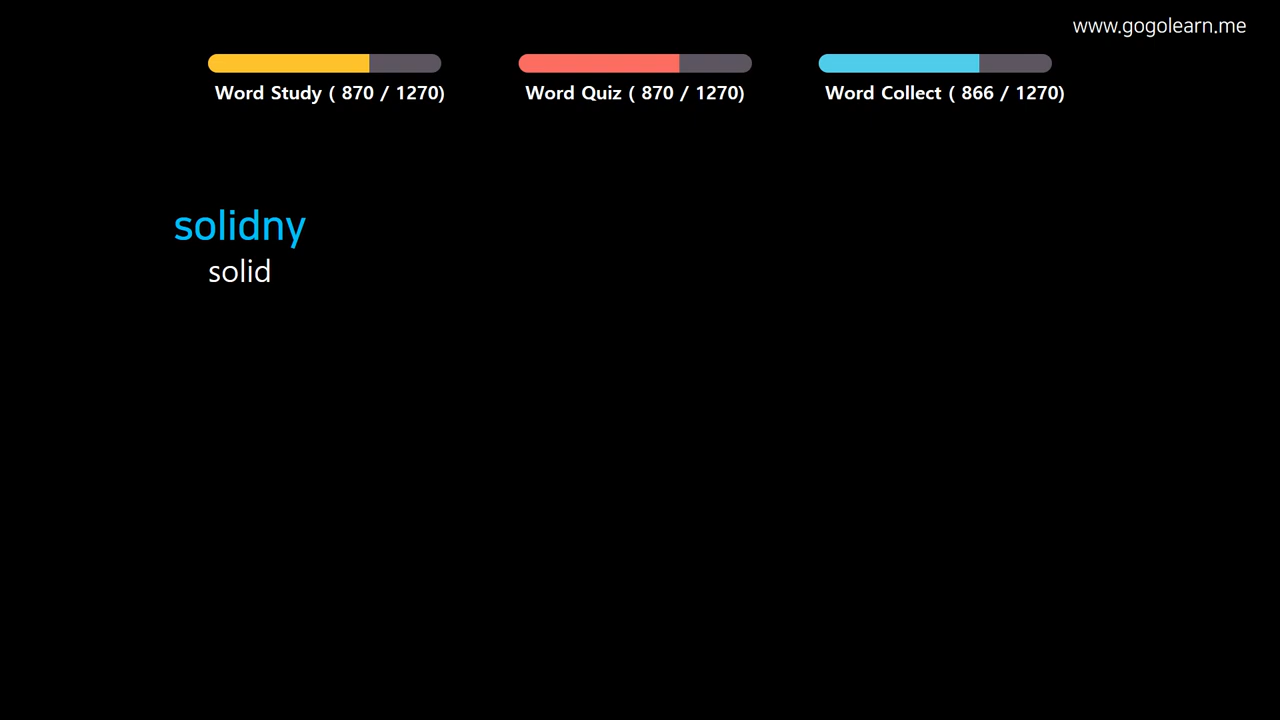 www.gogolearn.me
Word Study ( 870 / 1270)
Word Quiz ( 870 / 1270)
Word Collect ( 866 / 1270)
solidny
solid